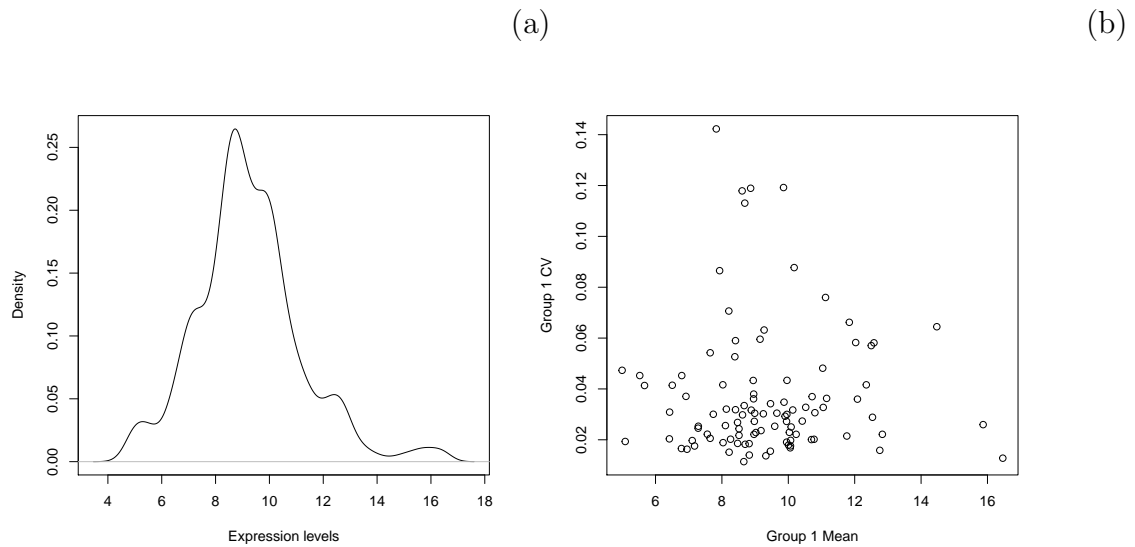 (a)
(b)
0.00 0.05 0.10 0.15 0.20 0.25
Density
4 6 8 10 12 14 16 18
Expression levels
0.02 0.04 0.06 0.08 0.10 0.12 0.14
Group 1 CV
6 8 10 12 14 16
Group 1 Mean